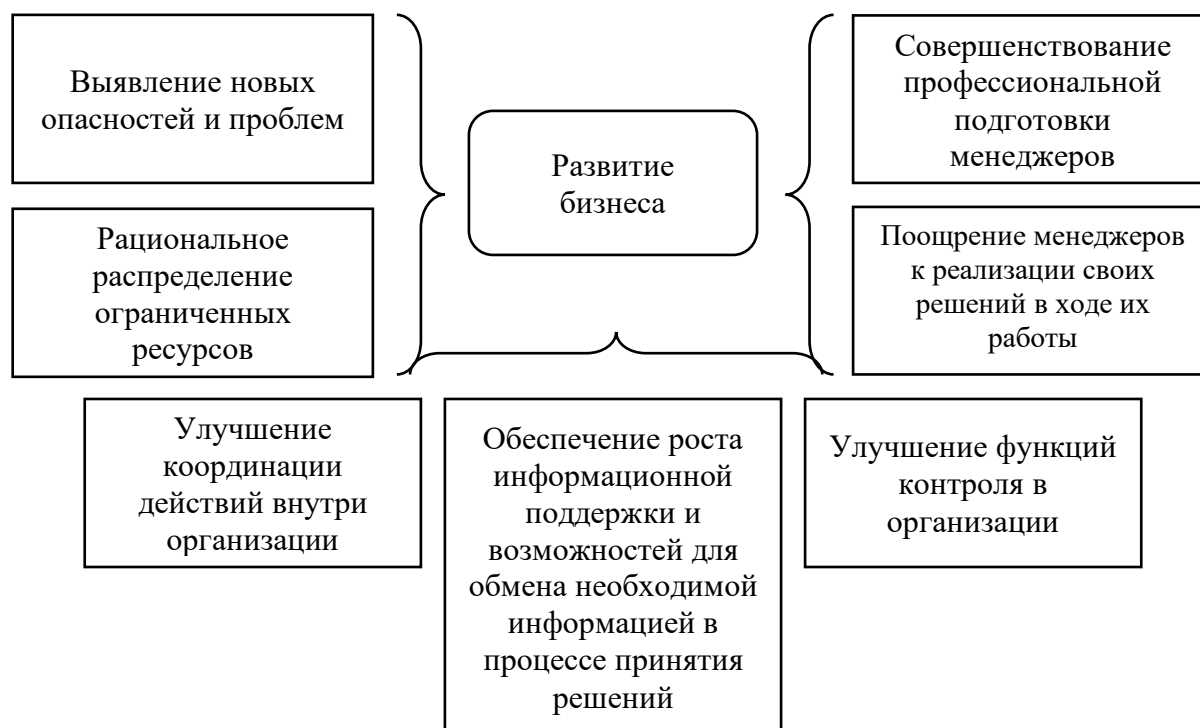 Выявление новых
опасностей и проблем
Рациональное
распределение
ограниченных
ресурсов
Развитие
бизнеса
Совершенствование
профессиональной
подготовки
менеджеров
Поощрение менеджеров
к реализации своих
решений в ходе их
работы
Улучшение
координации
действий внутри
организации
Обеспечение роста
информационной
поддержки и
возможностей для
обмена необходимой
информацией в
процессе принятия
решений
Улучшение функций
контроля в
организации